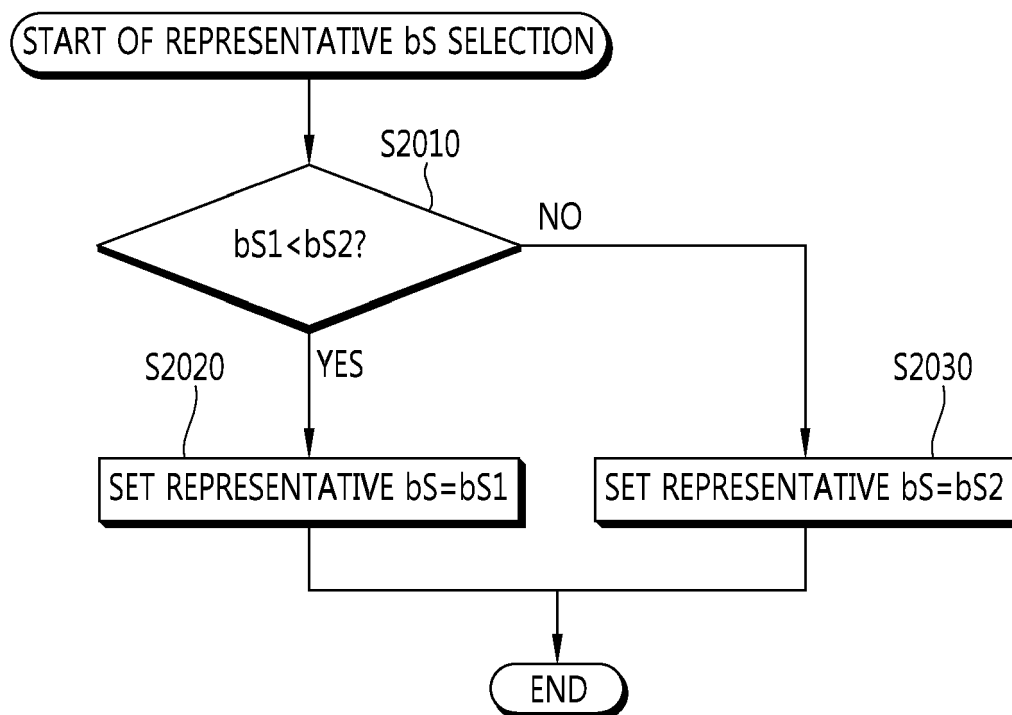 START OF REPRESENTATIVE bS SELECTION
S2010
bS1<bS2?
NO
YES
S2020
S2030
SET REPRESENTATIVE bS=bS1
SET REPRESENTATIVE bS=bS2
END